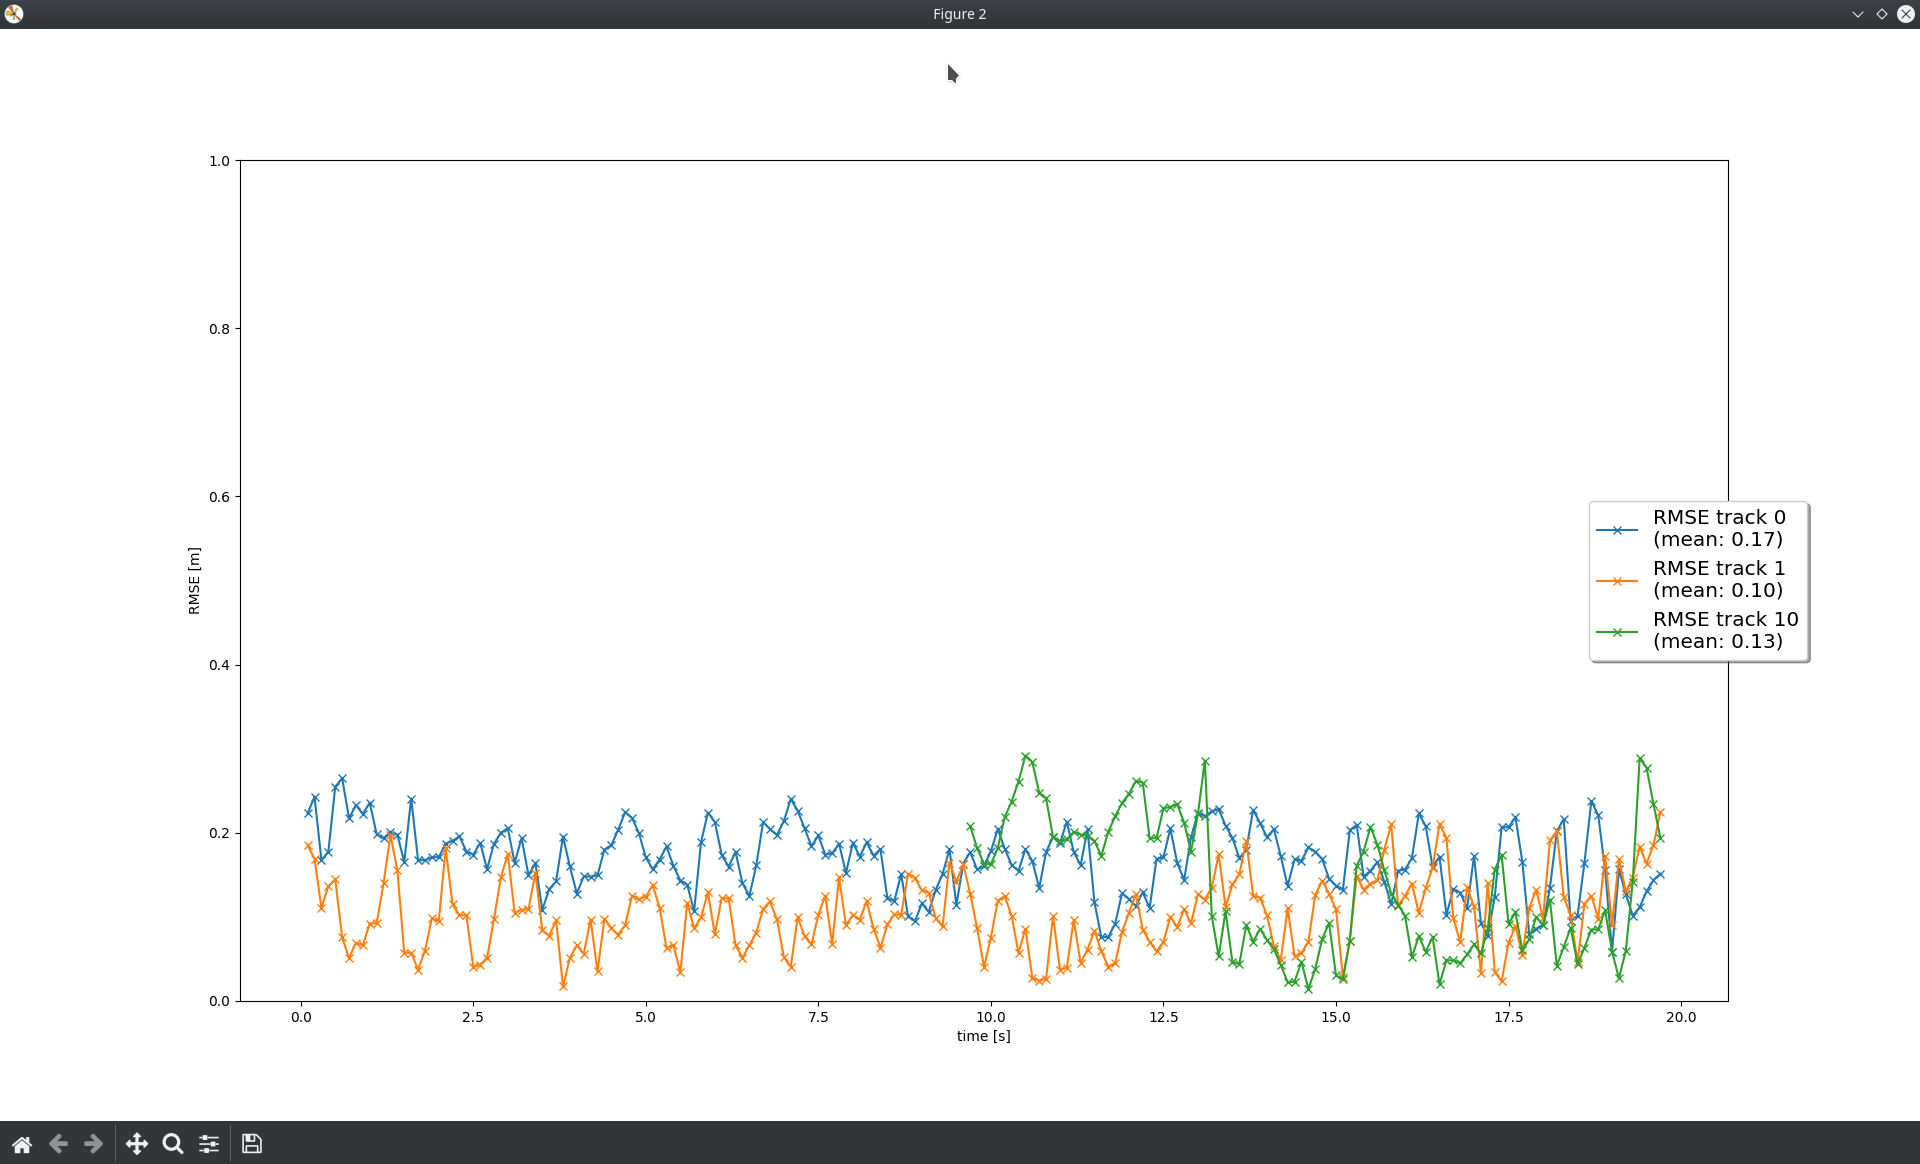 Figure 2
1.0
0.8
0.6
0.4
0.2
0.0
RMSE [m]
RMSE track 0
(mean: 0.17)
RMSE track 1
(mean: 0.10)
RMSE track 10
(mean: 0.13)
0.0 2.5 5.0 7.5 10.0 12.5 15.0 17.5 20.0
time [s]